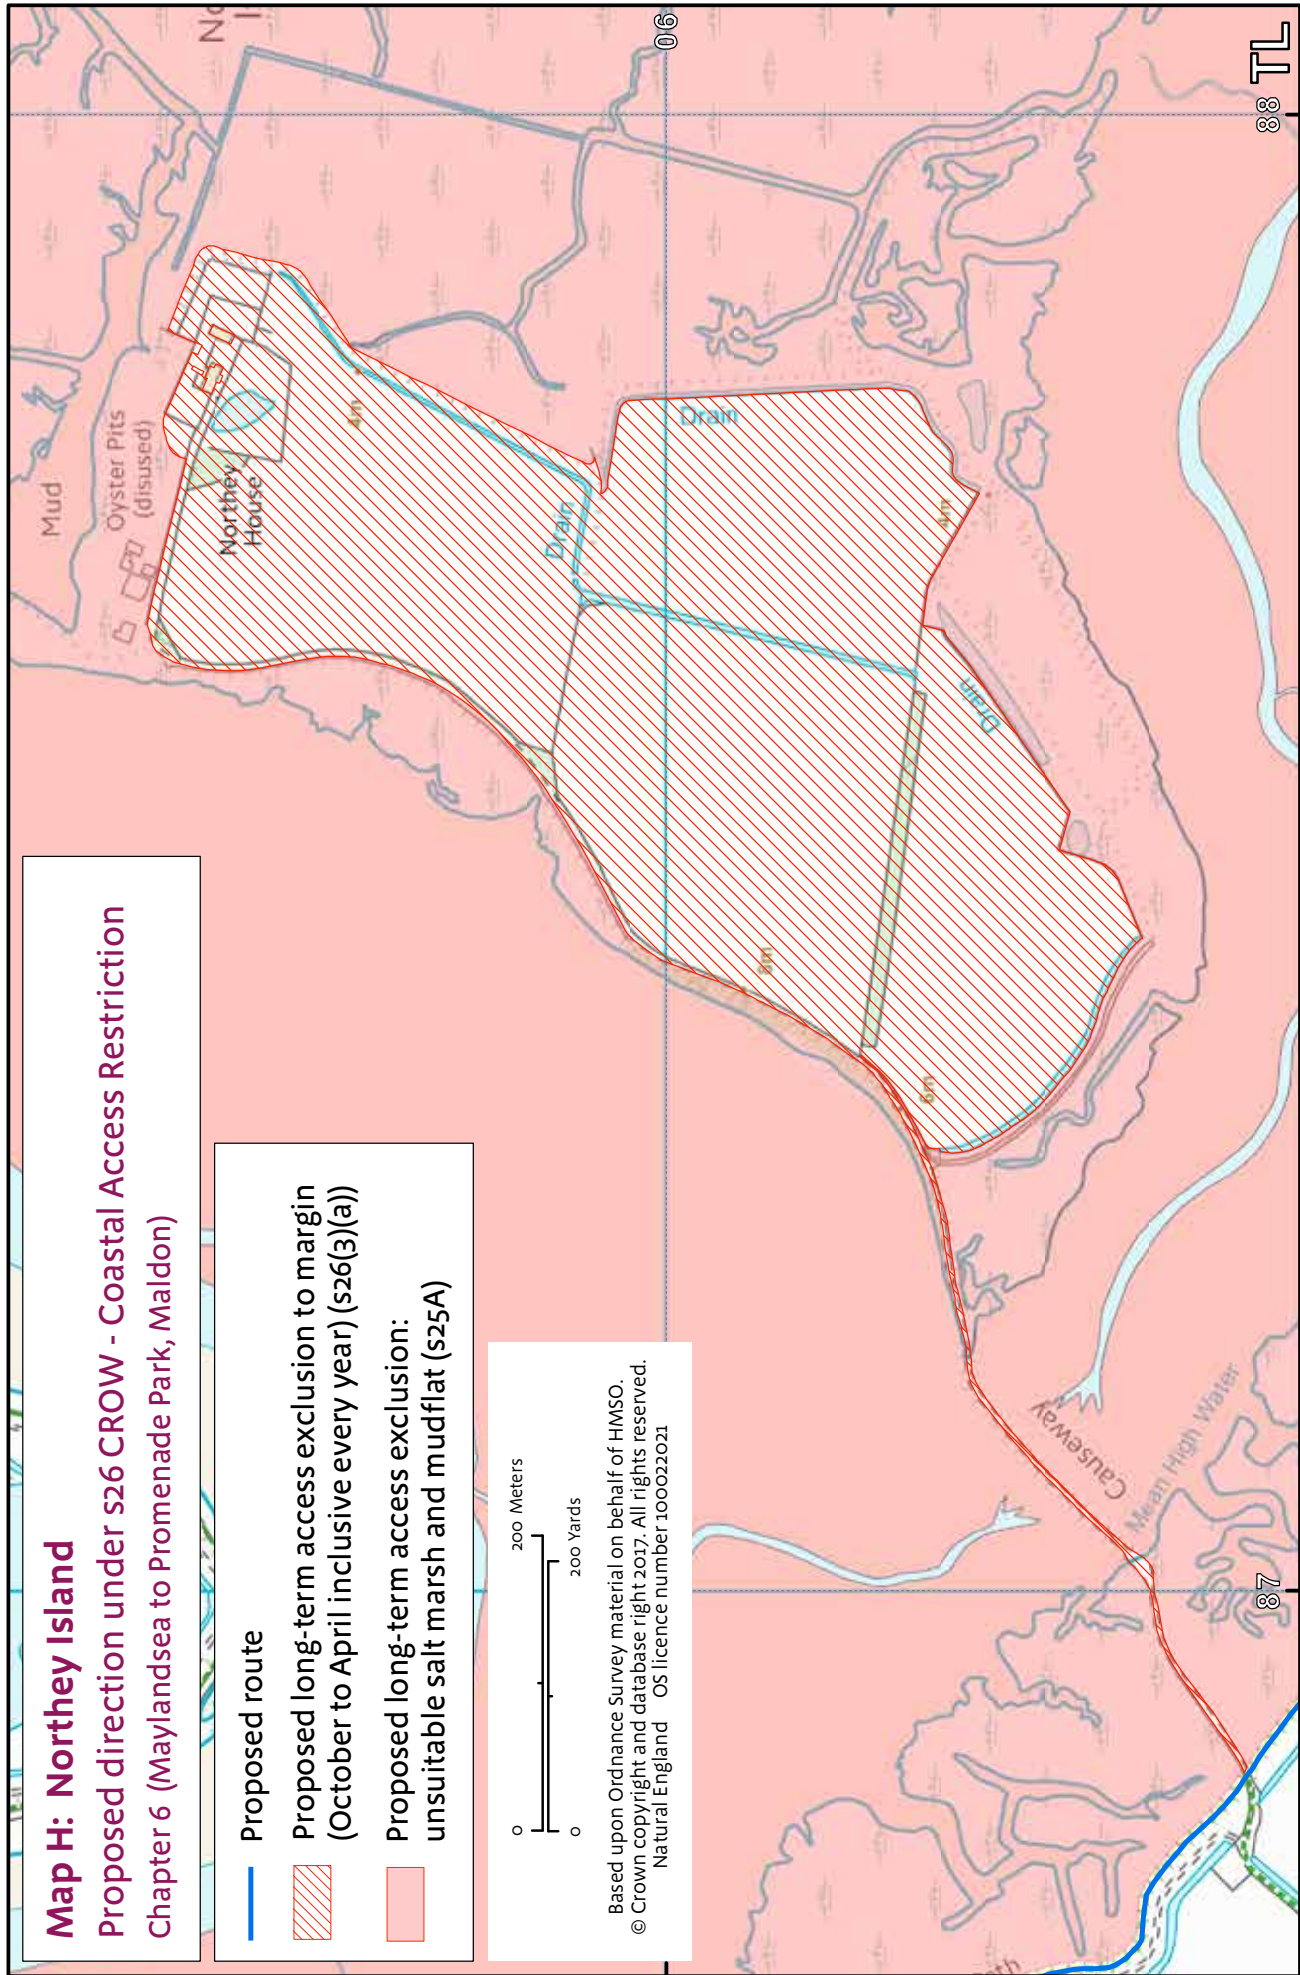 Map H: Northey Island
Proposed direction under s26 CROW - Coastal Access Restriction
Chapter 6 (Maylandsea to Promenade Park, Maldon)
Proposed route
Proposed long-term access exclusion to margin
(October to April inclusive every year) (s26(3)(a))
Proposed long-term access exclusion:
unsuitable salt marsh and mudflat (s25A)
0 200 Meters
0 200 Yards
Based upon Ordnance Survey material on behalf of HMSO.
© Crown copyright and database right 2017. All rights reserved.
Natural England OS licence number 100022021
Mud
Oyster Pits
(disused)
Northey
House
4m
Drain
Drain
4m
Drain
8m
6m
Causeway
Mean High Water
06
87
88
TL